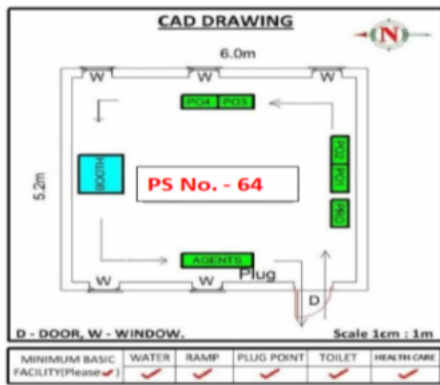 CAD DRAWING
N
6.0m
W W W
PO4 PO3
5.2m
BOOTH
PO2
PO1
PRO
PS No. - 64
AGENTS
Plug
W W
D
D - DOOR, W - WINDOW.
Scale 1cm : 1m
MINIMUM BASIC FACILITY(Please ✓) WATER RAMP PLUG POINT TOILET HEALTH CARE
✓ ✓ ✓ ✓ ✓